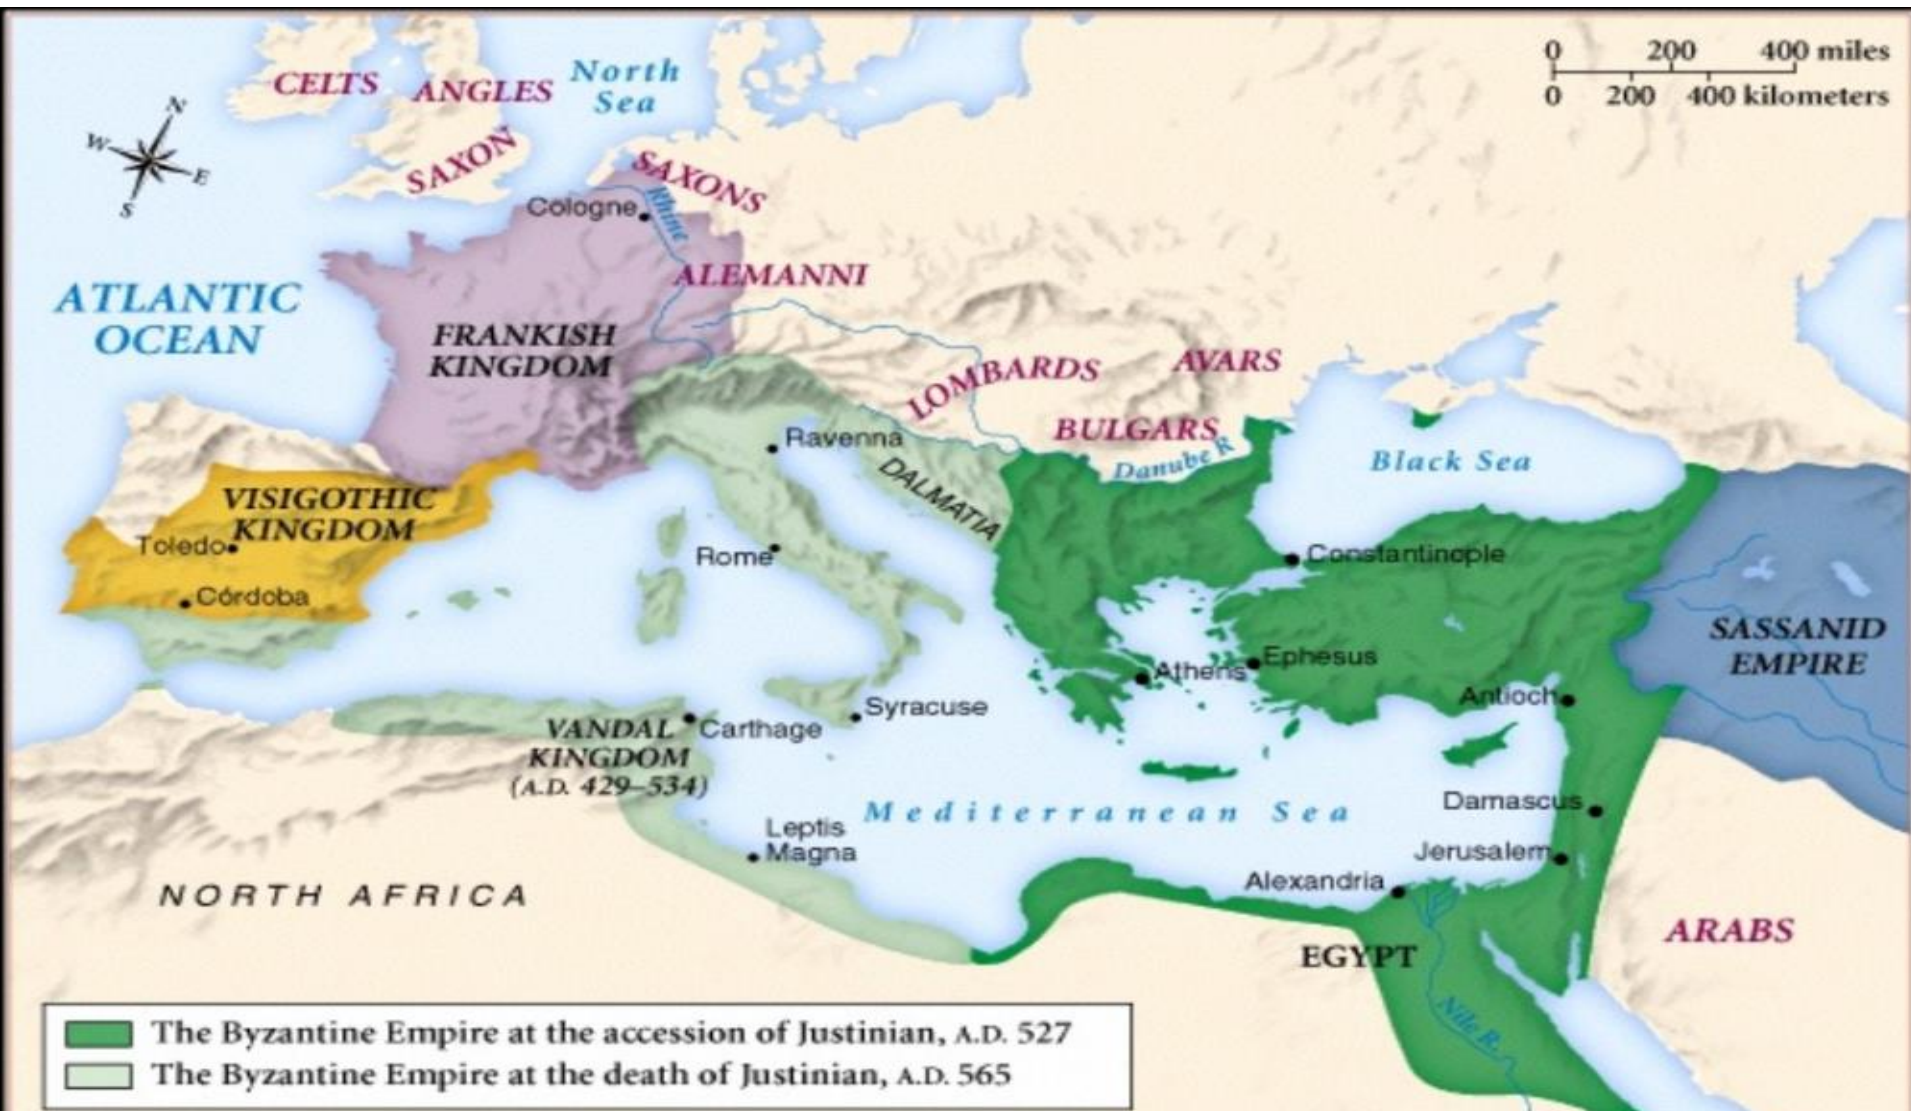 0 200 400 miles
0 200 400 kilometers
N
W
E
S
CELTS
ANGLES
North
Sea
SAXON
SAXONS
Cologne
Rhine
ALEMANNI
ATLANTIC
OCEAN
FRANKISH
KINGDOM
LOMBARDS
AVARS
BULGARS
Danube R
Black Sea
Ravenna
DALMATIA
VISIGOTHIC
KINGDOM
Toledo
Córdoba
Rome
Constantinople
SASSANID
EMPIRE
Ephesus
Athens
Antioch
Syracuse
VANDAL
KINGDOM
(A.D. 429–534)
Carthage
Mediterranean Sea
Damascus
Leptis
Magna
Jerusalem
Alexandria
NORTH AFRICA
ARABS
EGYPT
Nile R.
The Byzantine Empire at the accession of Justinian, A.D. 527
The Byzantine Empire at the death of Justinian, A.D. 565